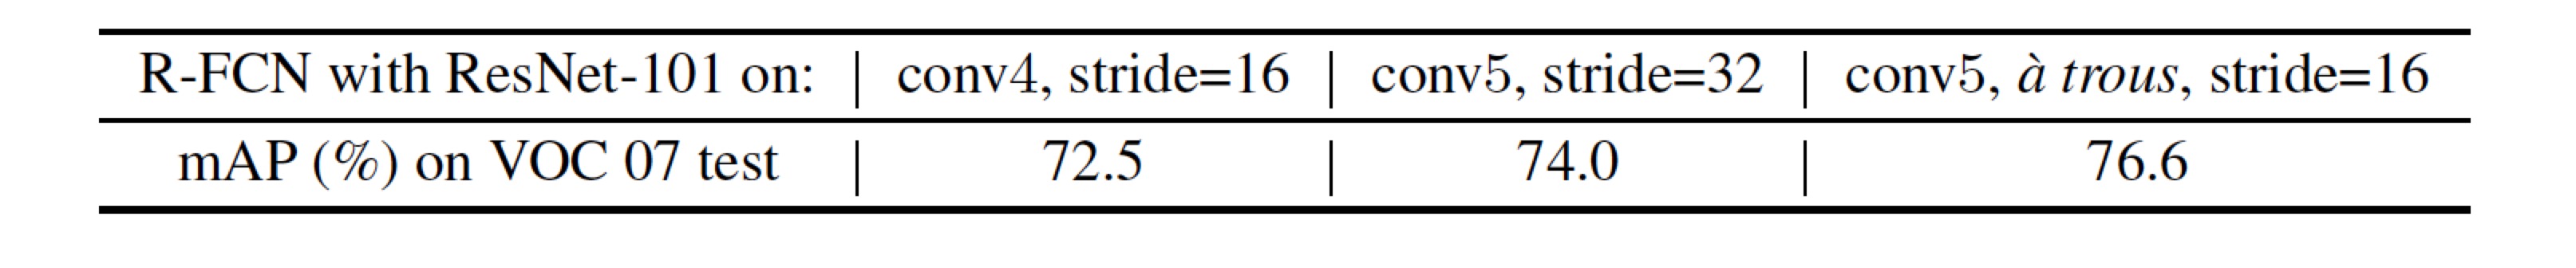 R-FCN with ResNet-101 on: | conv4, stride=16 | conv5, stride=32 | conv5, à trous, stride=16
mAP (%) on VOC 07 test | 72.5 | 74.0 | 76.6